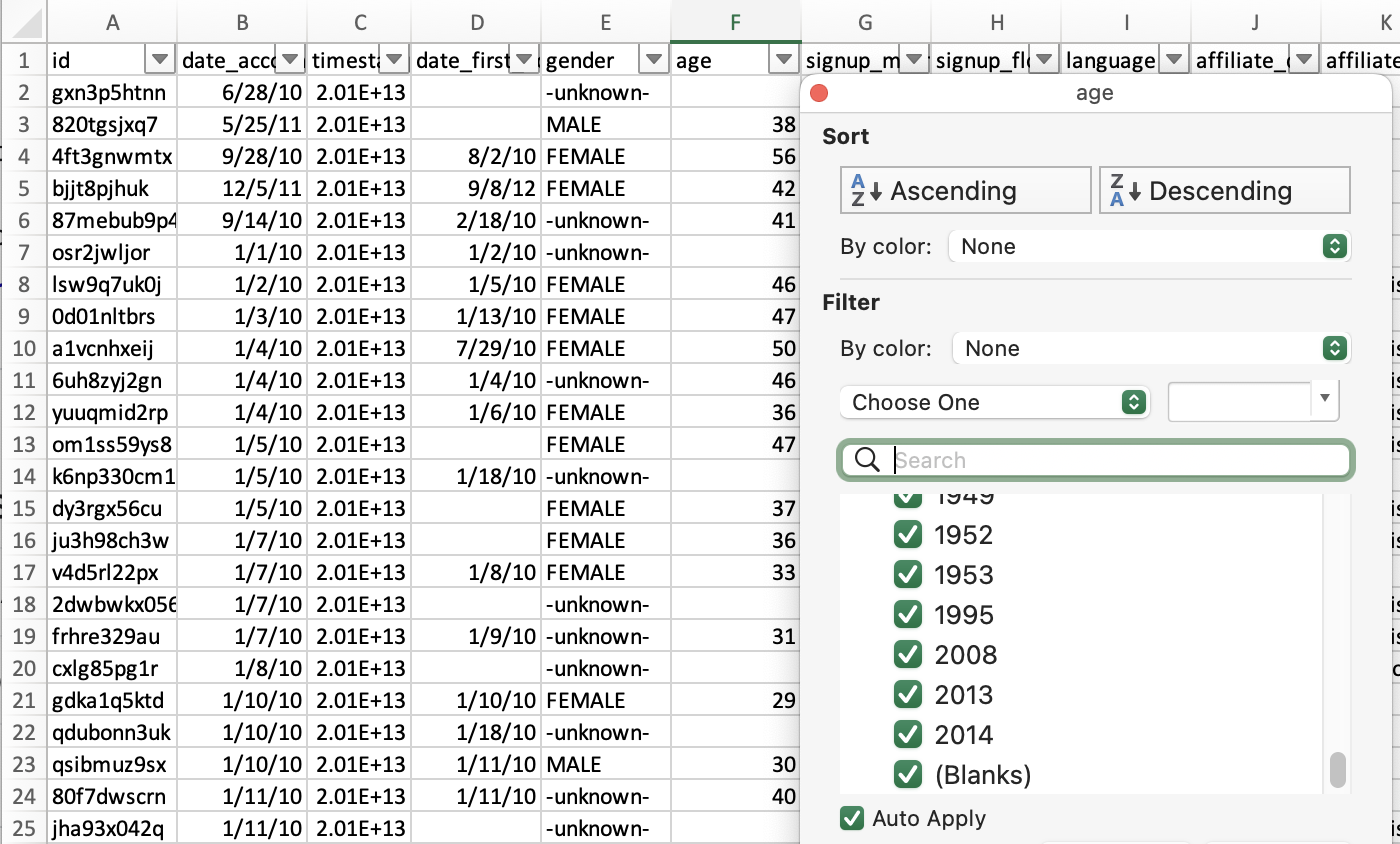 A B C D E F G H I J K
1 id date_acco timesta date_first_ gender age signup_m signup_flo language affiliate_ affiliate
2 gxn3p5htnn 6/28/10 2.01E+13 -unknown-
3 820tgsjxq7 5/25/11 2.01E+13 MALE 38
4 4ft3gnwmtx 9/28/10 2.01E+13 8/2/10 FEMALE 56
5 bjjt8pjhuk 12/5/11 2.01E+13 9/8/12 FEMALE 42
6 87mebub9p4 9/14/10 2.01E+13 2/18/10 -unknown- 41
7 osr2jwljor 1/1/10 2.01E+13 1/2/10 -unknown-
8 lsw9q7uk0j 1/2/10 2.01E+13 1/5/10 FEMALE 46
9 0d01nltbrs 1/3/10 2.01E+13 1/13/10 FEMALE 47
10 a1vcnhxeij 1/4/10 2.01E+13 7/29/10 FEMALE 50
11 6uh8zyj2gn 1/4/10 2.01E+13 1/4/10 -unknown- 46
12 yuuqmid2rp 1/4/10 2.01E+13 1/6/10 FEMALE 36
13 om1ss59ys8 1/5/10 2.01E+13 FEMALE 47
14 k6np330cm1 1/5/10 2.01E+13 1/18/10 -unknown-
15 dy3rgx56cu 1/5/10 2.01E+13 FEMALE 37
16 ju3h98ch3w 1/7/10 2.01E+13 FEMALE 36
17 v4d5rl22px 1/7/10 2.01E+13 1/8/10 FEMALE 33
18 2dwbwkx056 1/7/10 2.01E+13 -unknown-
19 frhre329au 1/7/10 2.01E+13 1/9/10 -unknown- 31
20 cxlg85pg1r 1/8/10 2.01E+13 -unknown-
21 gdka1q5ktd 1/10/10 2.01E+13 1/10/10 FEMALE 29
22 qdubonn3uk 1/10/10 2.01E+13 1/18/10 -unknown-
23 qsibmuz9sx 1/10/10 2.01E+13 1/11/10 MALE 30
24 80f7dwscrn 1/11/10 2.01E+13 1/11/10 -unknown- 40
25 jha93x042q 1/11/10 2.01E+13 -unknown-
age
Sort
A Z Ascending Z A Descending
By color: None
Filter
By color: None
Choose One
Search
1949
1952
1953
1995
2008
2013
2014
(Blanks)
Auto Apply